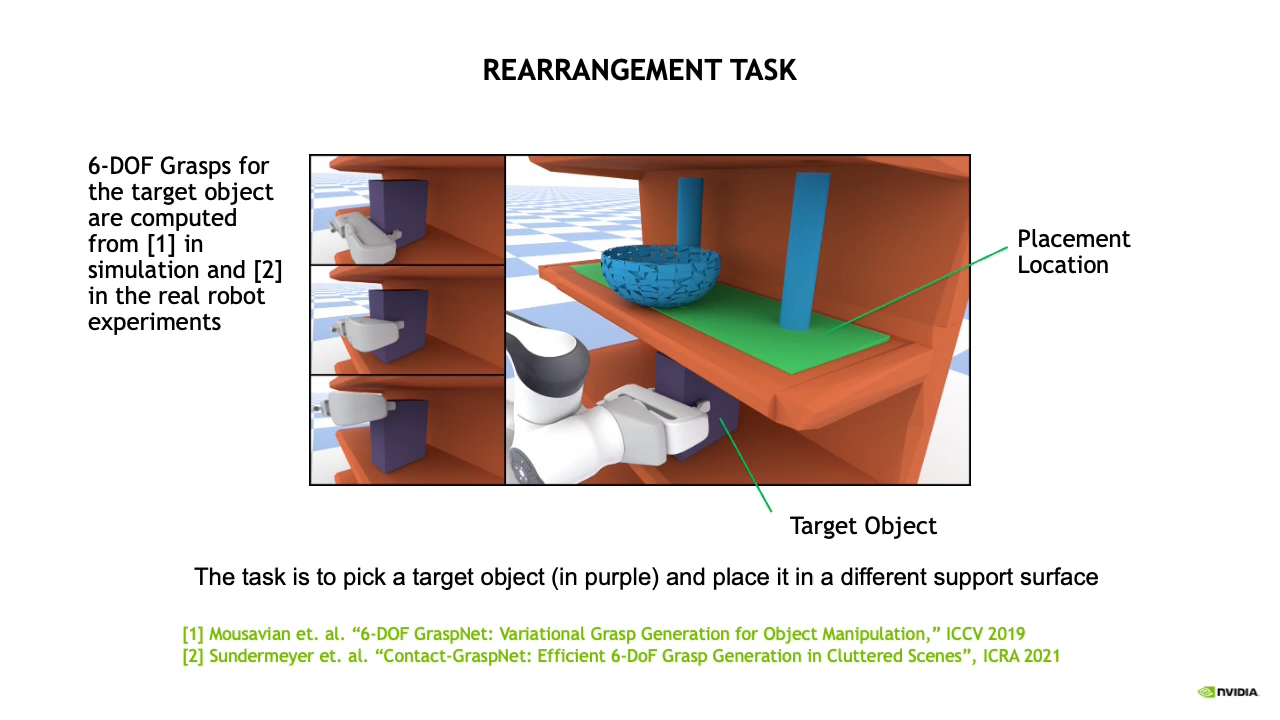 REARRANGEMENT TASK
6-DOF Grasps for
the target object
are computed
from [1] in
simulation and [2]
in the real robot
experiments
Placement
Location
Target Object
The task is to pick a target object (in purple) and place it in a different support surface
[1] Mousavian et. al. “6-DOF GraspNet: Variational Grasp Generation for Object Manipulation,” ICCV 2019
[2] Sundermeyer et. al. “Contact-GraspNet: Efficient 6-DoF Grasp Generation in Cluttered Scenes”, ICRA 2021
NVIDIA.